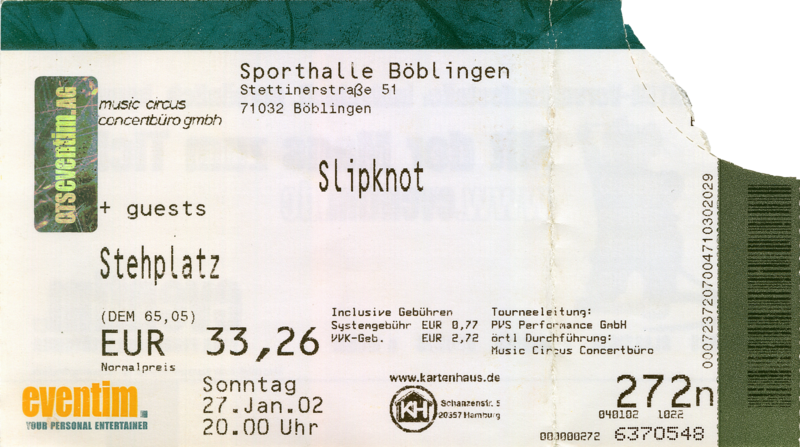 Sporthalle Böblingen
Stettinerstraße 51
71032 Böblingen
CTS eventim.AG
music circus
concertbüro gmbh
Slipknot
+ guests
Stehplatz
(DEM 65,05)
EUR 33,26
Normalpreis
Inclusive Gebühren
Systemgebühr EUR 0,77
VVK-Geb. EUR 2,72
Tourneeleitung:
PVS Performance GmbH
örtl Durchführung:
Music Circus Concertbüro
eventim
YOUR PERSONAL ENTERTAINER
Sonntag
27.Jan.02
20.00 Uhr
www.kartenhaus.de
KH
Schanzenstr. 5
20357 Hamburg
272n
040102 1022
000000272 6370548
0007237207004710302029